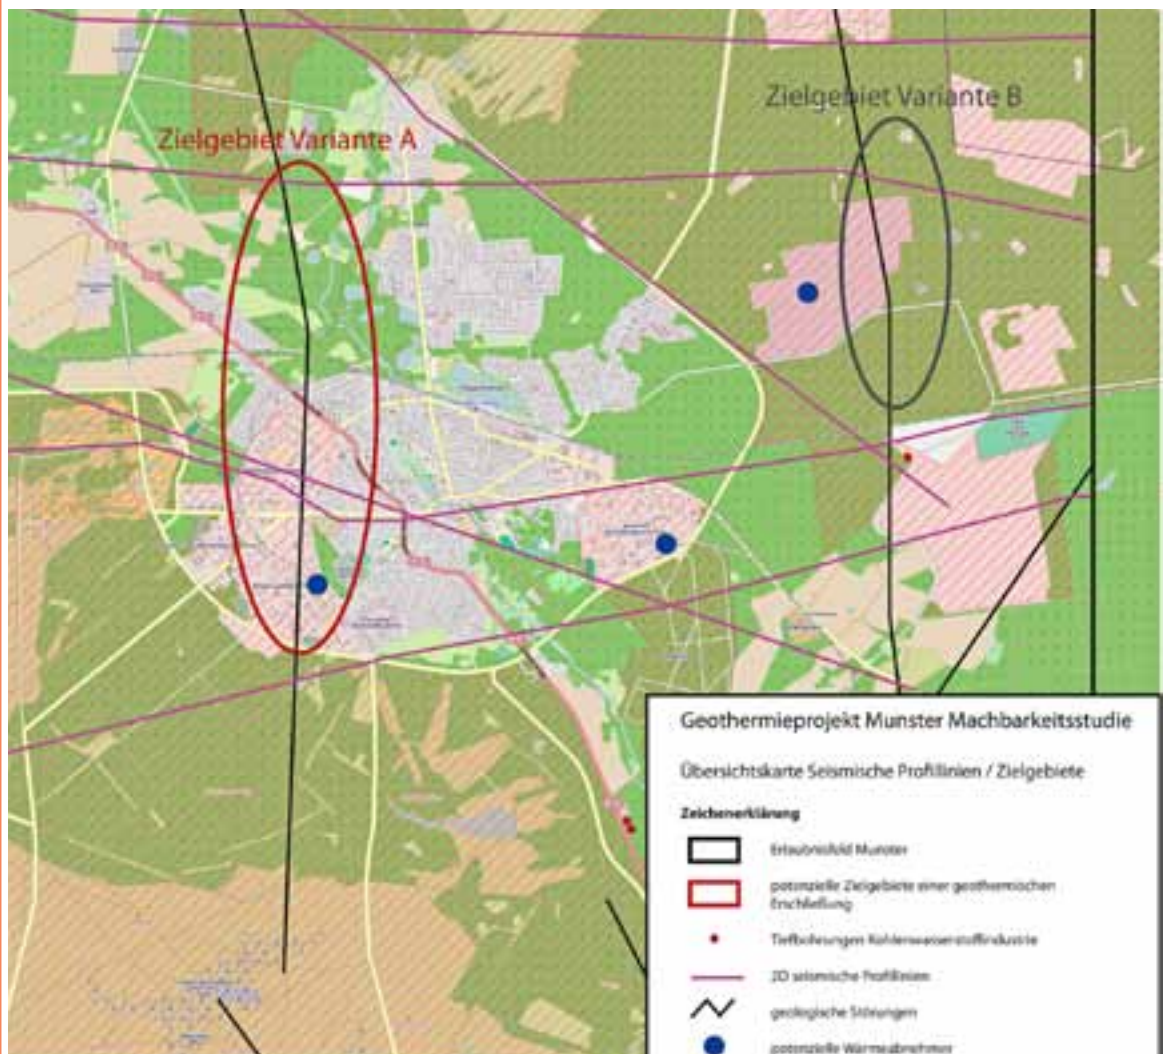 Zielgebiet Variante B
Zielgebiet Variante A
Geothermieprojekt Munster Machbarkeitsstudie
Übersichtskarte Seismische Profillinien / Zielgebiete
Zeichenerklärung
Erlaubnisfeld Munster
potenzielle Zielgebiete einer geothermischen
Erschließung
Tiefbohrungen Kohlenwasserstoffindustrie
2D seismische Profillinien
geologische Störungen
potenzielle Wärmeabnehmer